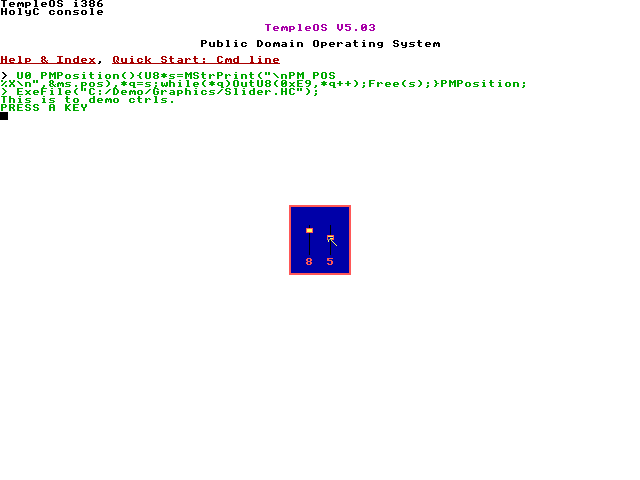 TempleOS i386
HolyC console
TempleOS V5.03
Public Domain Operating System
Help & Index, Quick Start: Cmd line
> U0 PMPosition(){U8*s=MStrPrint("\nPM_POS
%X\n",&ms.pos),*q=s;while(*q)OutU8(0xE9,*q++);Free(s);}PMPosition;
> ExeFile("C:/Demo/Graphics/Slider.HC");
This is to demo ctrls.
PRESS A KEY
8 5